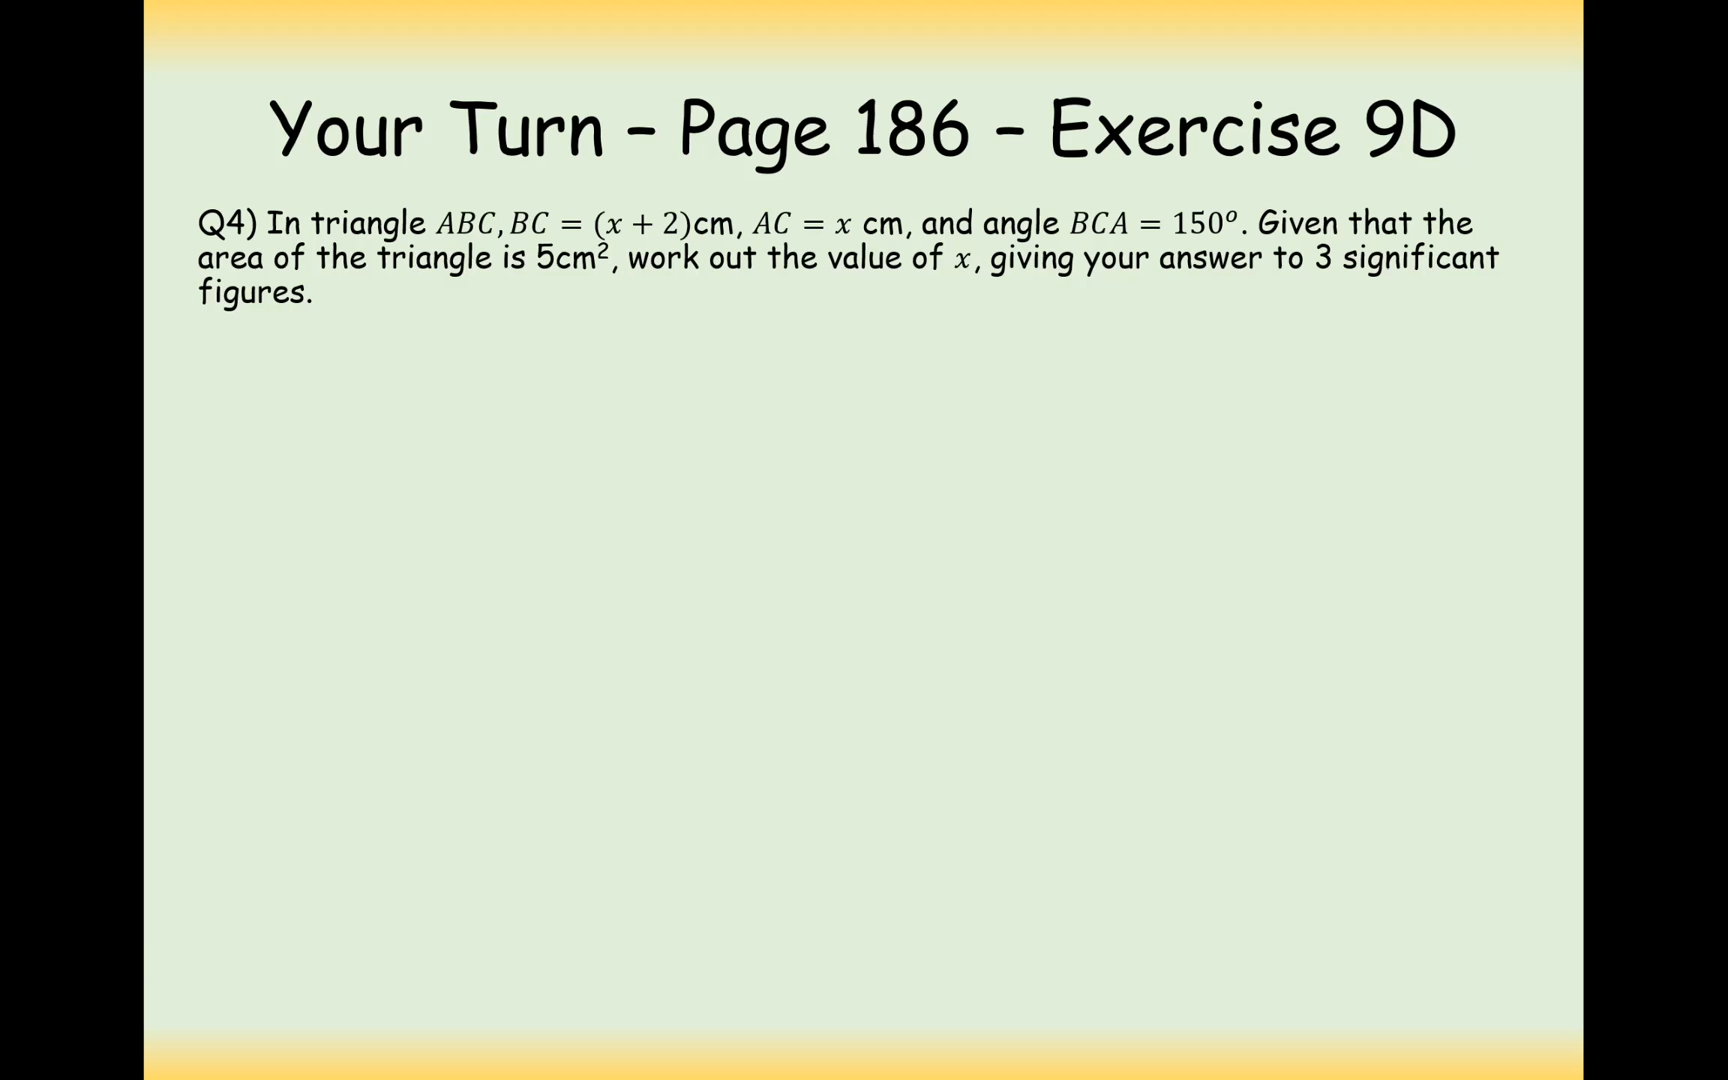 Your Turn – Page 186 – Exercise 9D
Q4) In triangle ABC, BC = (x + 2)cm, AC = x cm, and angle BCA = 150º. Given that the
area of the triangle is 5cm², work out the value of x, giving your answer to 3 significant
figures.